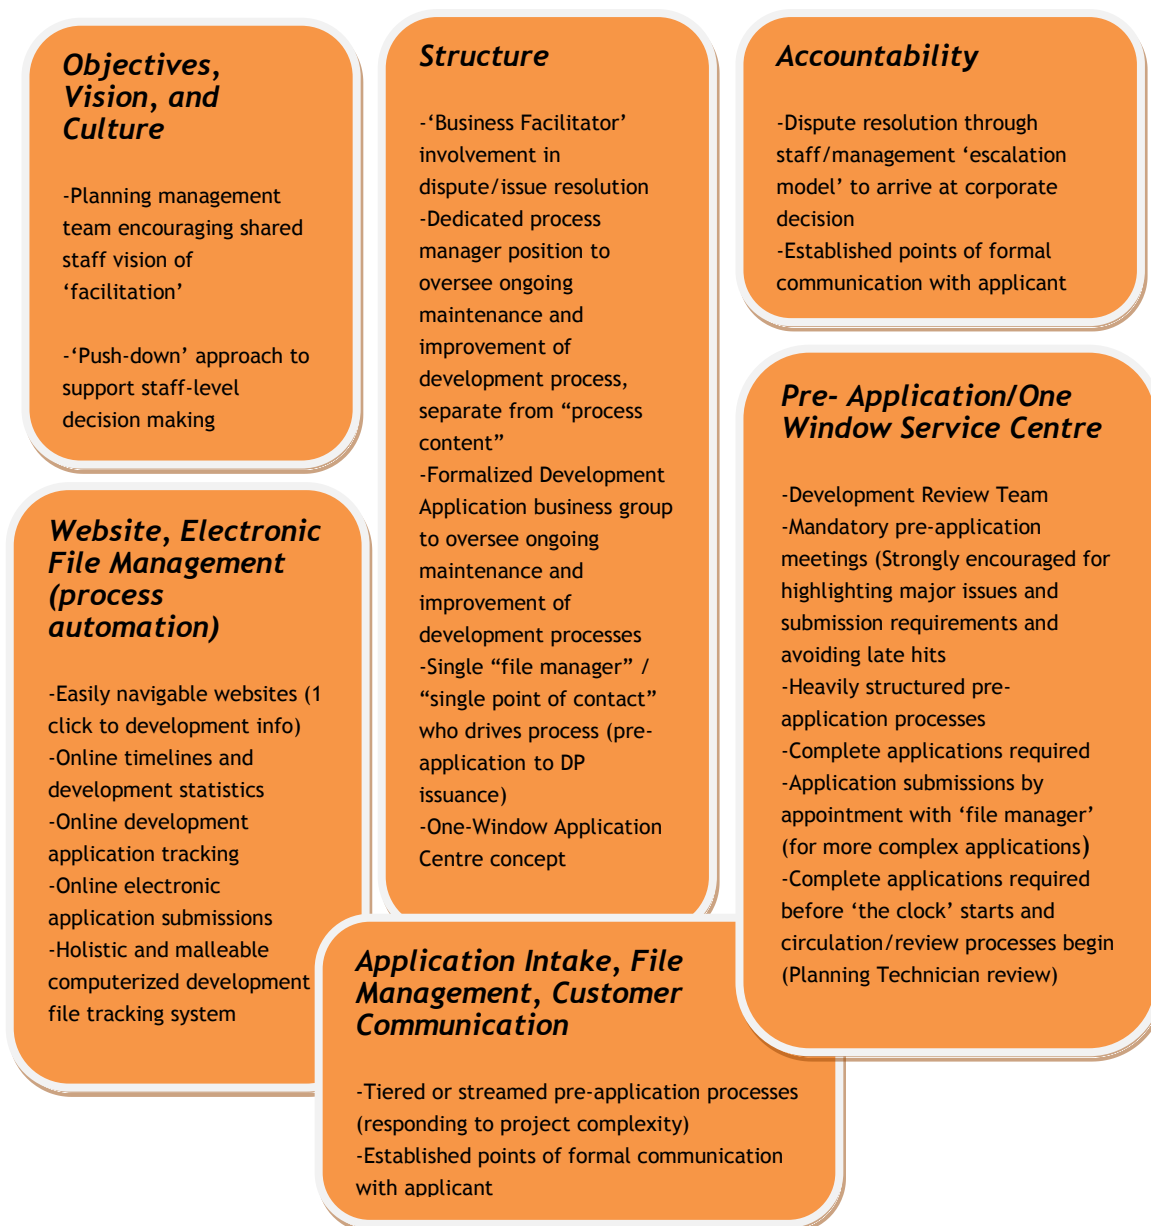 Objectives,
Vision, and
Culture
-Planning management
team encouraging shared
staff vision of
‘facilitation’
-‘Push-down’ approach to
support staff-level
decision making
Structure
-‘Business Facilitator’
involvement in
dispute/issue resolution
-Dedicated process
manager position to
oversee ongoing
maintenance and
improvement of
development process,
separate from “process
content”
-Formalized Development
Application business group
to oversee ongoing
maintenance and
improvement of
development processes
-Single “file manager” /
“single point of contact”
who drives process (pre-
application to DP
issuance)
-One-Window Application
Centre concept
Accountability
-Dispute resolution through
staff/management ‘escalation
model’ to arrive at corporate
decision
-Established points of formal
communication with applicant
Pre- Application/One
Window Service Centre
-Development Review Team
-Mandatory pre-application
meetings (Strongly encouraged for
highlighting major issues and
submission requirements and
avoiding late hits
-Heavily structured pre-
application processes
-Complete applications required
-Application submissions by
appointment with ‘file manager’
(for more complex applications)
-Complete applications required
before ‘the clock’ starts and
circulation/review processes begin
(Planning Technician review)
Website, Electronic
File Management
(process
automation)
-Easily navigable websites (1
click to development info)
-Online timelines and
development statistics
-Online development
application tracking
-Online electronic
application submissions
-Holistic and malleable
computerized development
file tracking system
Application Intake, File
Management, Customer
Communication
-Tiered or streamed pre-application processes
(responding to project complexity)
-Established points of formal communication
with applicant